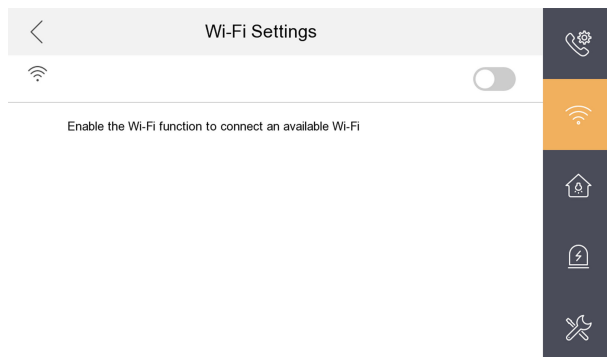 Wi-Fi Settings
Enable the Wi-Fi function to connect an available Wi-Fi